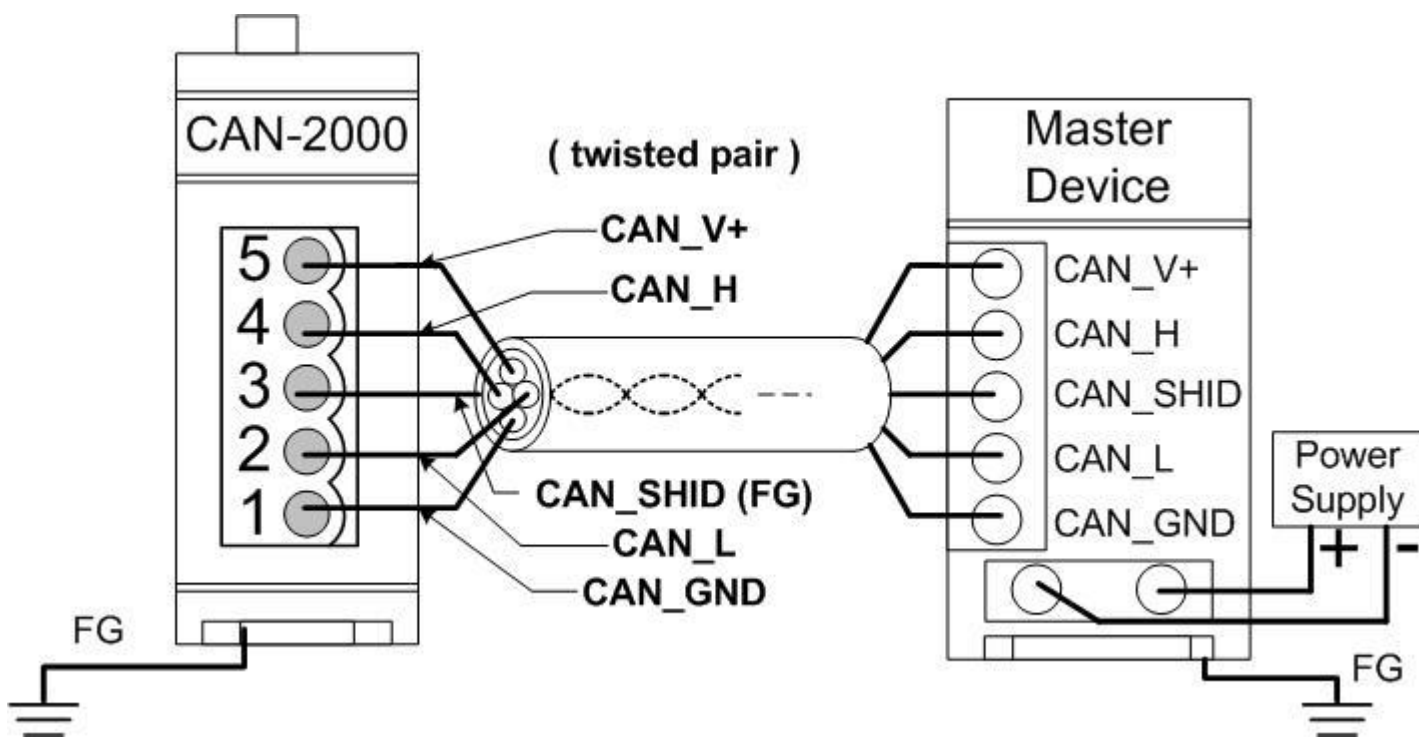 CAN-2000
5
4
3
2
1
FG
( twisted pair )
CAN_V+
CAN_H
CAN_SHID (FG)
CAN_L
CAN_GND
Master
Device
CAN_V+
CAN_H
CAN_SHID
CAN_L
CAN_GND
Power
Supply
+ -
FG